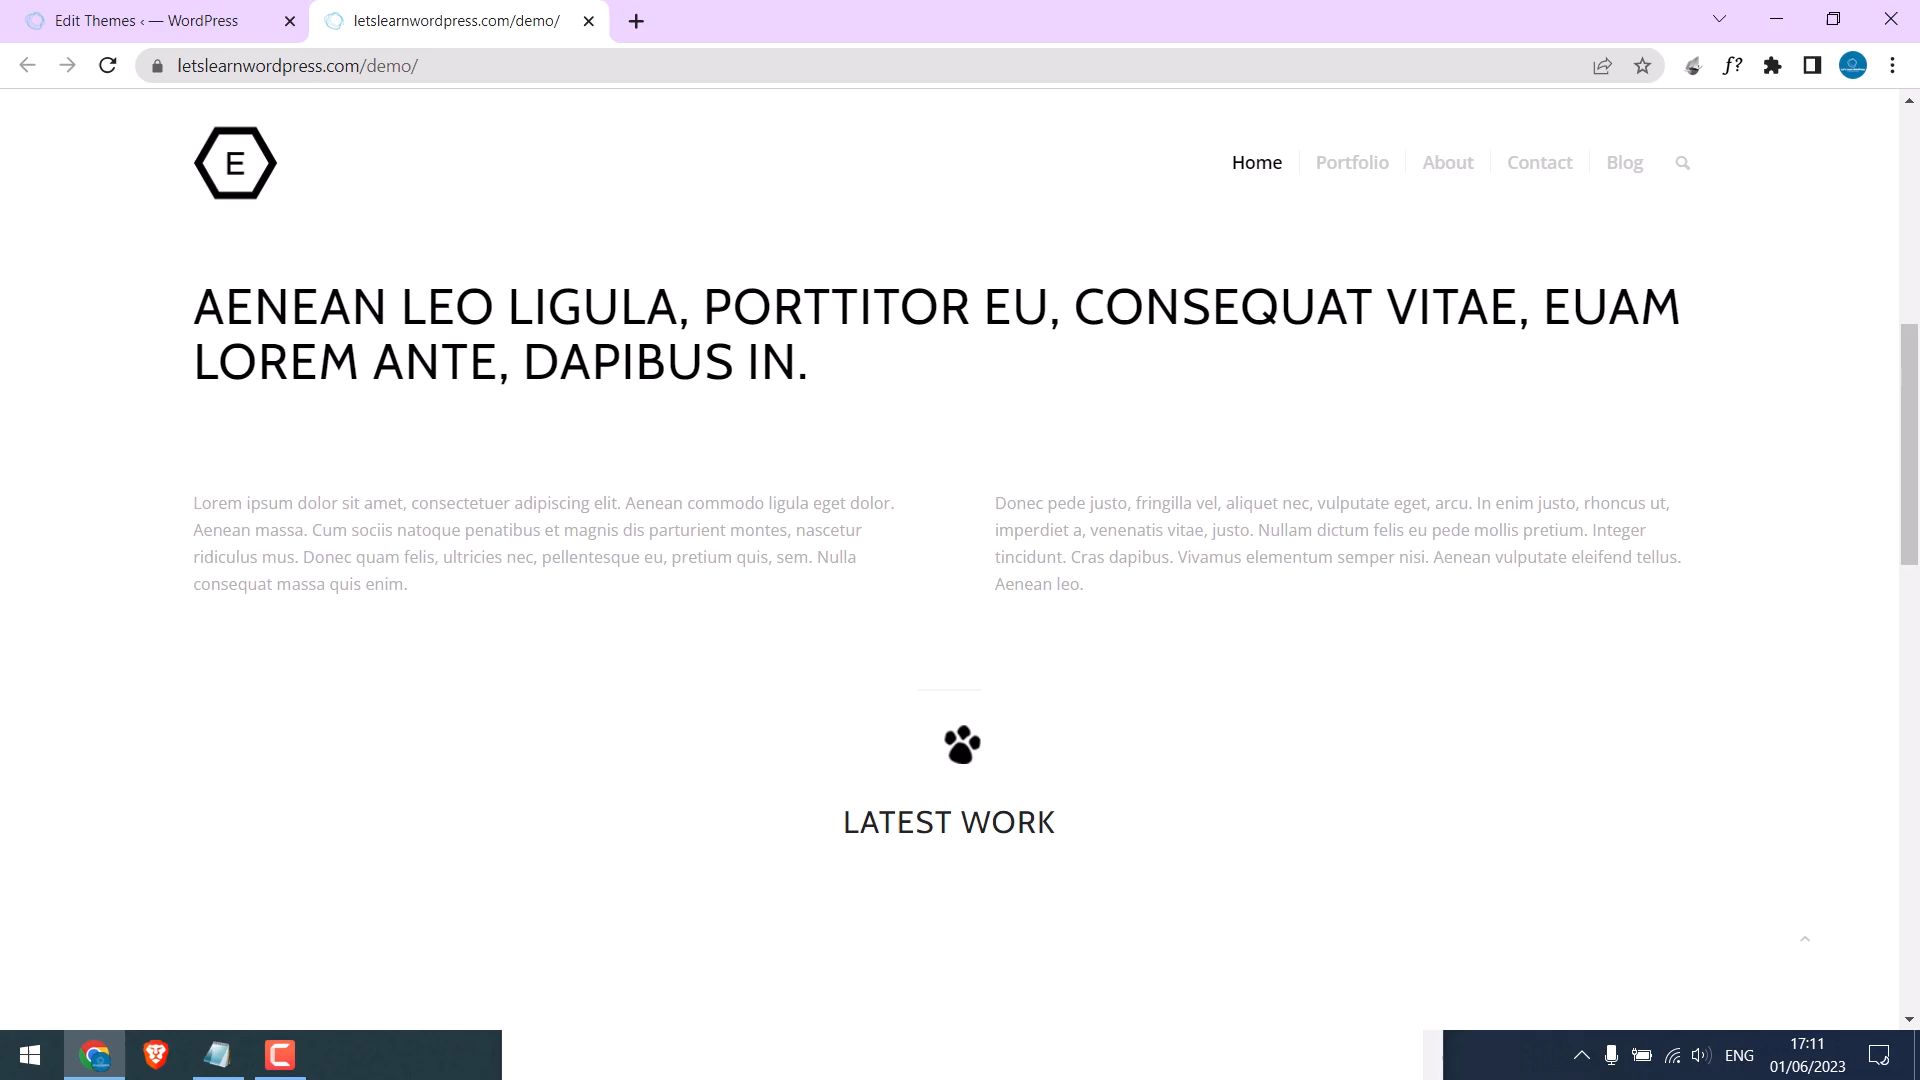 Edit Themes ‹ — WordPress
letslearnwordpress.com/demo/
letslearnwordpress.com/demo/
f?
E
Home
Portfolio
About
Contact
Blog
AENEAN LEO LIGULA, PORTTITOR EU, CONSEQUAT VITAE, EUAM
LOREM ANTE, DAPIBUS IN.
Lorem ipsum dolor sit amet, consectetuer adipiscing elit. Aenean commodo ligula eget dolor.
Aenean massa. Cum sociis natoque penatibus et magnis dis parturient montes, nascetur
ridiculus mus. Donec quam felis, ultricies nec, pellentesque eu, pretium quis, sem. Nulla
consequat massa quis enim.
Donec pede justo, fringilla vel, aliquet nec, vulputate eget, arcu. In enim justo, rhoncus ut,
imperdiet a, venenatis vitae, justo. Nullam dictum felis eu pede mollis pretium. Integer
tincidunt. Cras dapibus. Vivamus elementum semper nisi. Aenean vulputate eleifend tellus.
Aenean leo.
LATEST WORK
ENG
17:11
01/06/2023